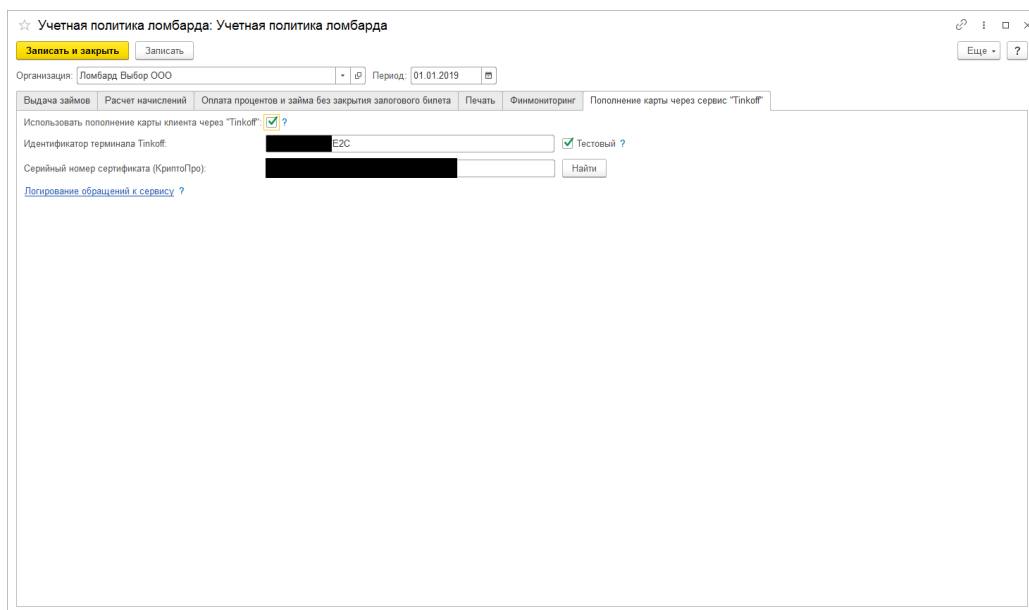 Учетная политика ломбарда: Учетная политика ломбарда
Записать и закрыть Записать Еще ?
Организация: Ломбард Выбор ООО Период: 01.01.2019
Выдача займов Расчет начислений Оплата процентов и займа без закрытия залогового билета Печать Финмониторинг Пополнение карты через сервис "Tinkoff"
Использовать пополнение карты клиента через "Tinkoff": ?
Идентификатор терминала Tinkoff: E2C Тестовый ?
Серийный номер сертификата (КриптоПро): Найти
Логирование обращений к сервису ?